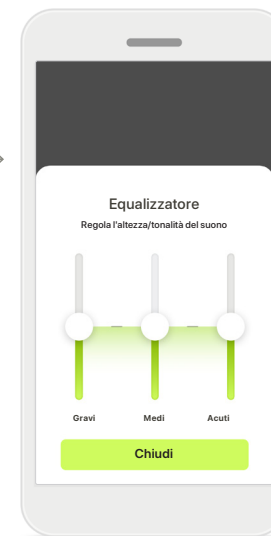 Equalizzatore
Regola l'altezza/tonalità del suono
Gravi Medi Acuti
Chiudi